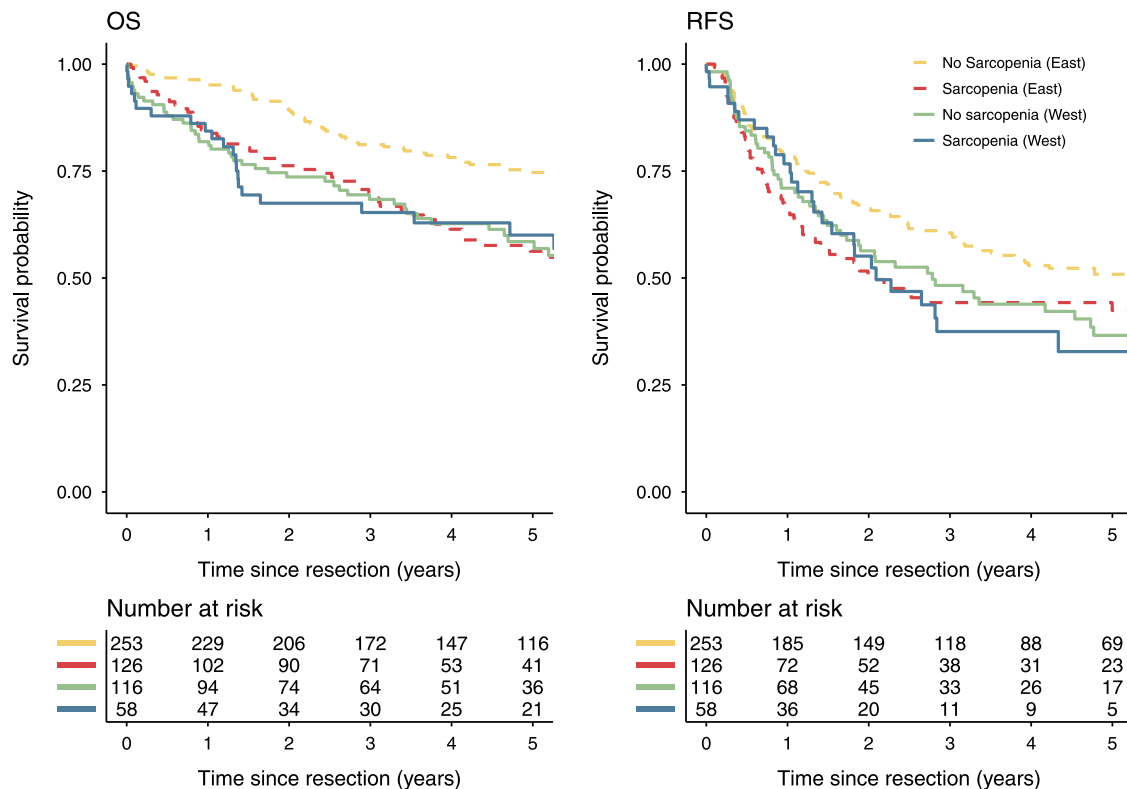 OS
1.00
0.75
0.50
0.25
0.00
Survival probability
0 1 2 3 4 5
Time since resection (years)
Number at risk
253 229 206 172 147 116
126 102 90 71 53 41
116 94 74 64 51 36
58 47 34 30 25 21
0 1 2 3 4 5
Time since resection (years)
RFS
No Sarcopenia (East)
Sarcopenia (East)
No sarcopenia (West)
Sarcopenia (West)
1.00
0.75
0.50
0.25
0.00
Survival probability
0 1 2 3 4 5
Time since resection (years)
Number at risk
253 185 149 118 88 69
126 72 52 38 31 23
116 68 45 33 26 17
58 36 20 11 9 5
0 1 2 3 4 5
Time since resection (years)